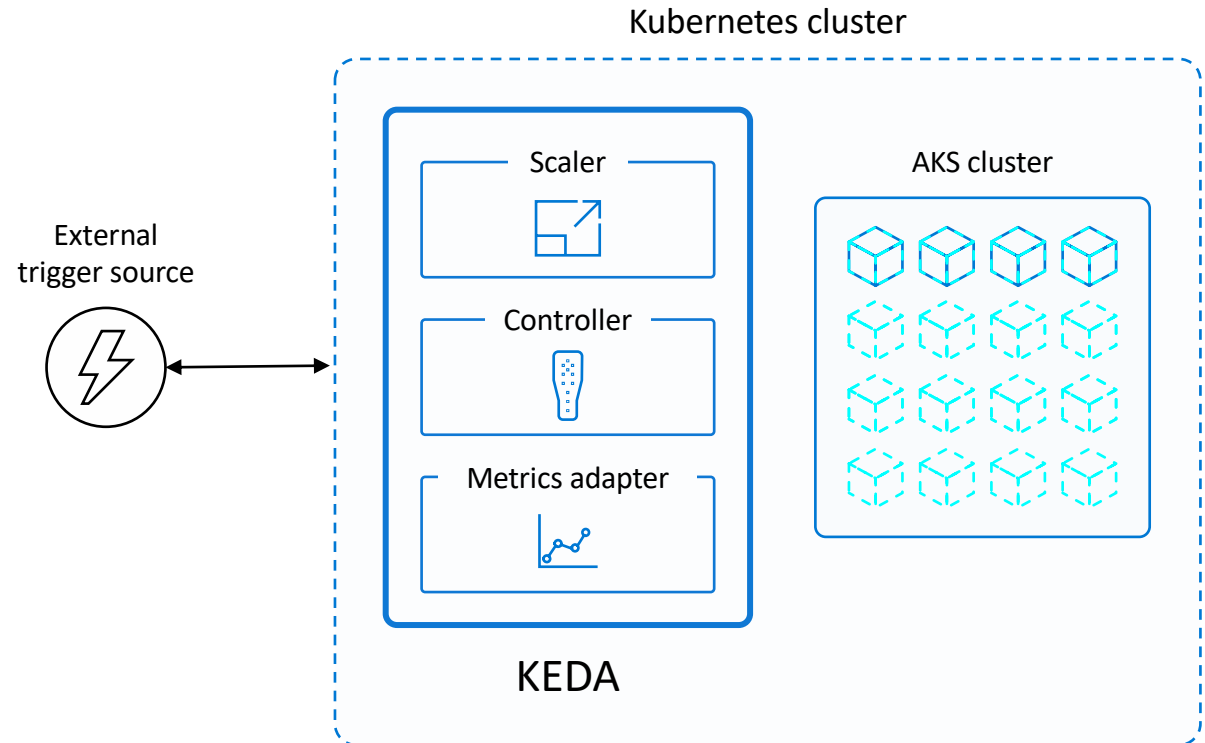 Kubernetes cluster
Scaler
AKS cluster
External
trigger source
Controller
Metrics adapter
KEDA